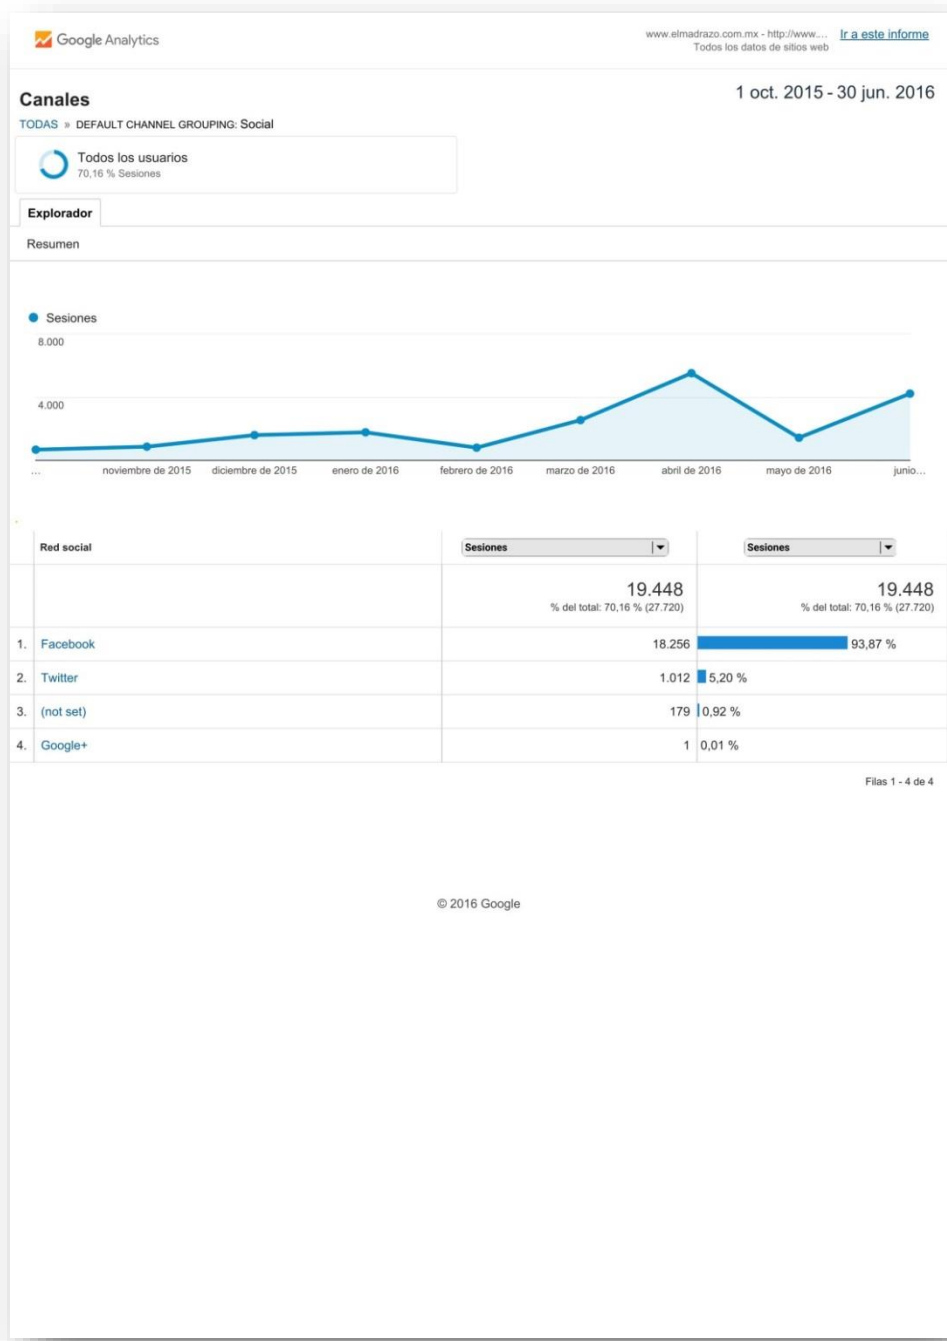 Google Analytics
www.elmadrazo.com.mx - http://www.... Ir a este informe
Todos los datos de sitios web
Canales
1 oct. 2015 - 30 jun. 2016
TODAS » DEFAULT CHANNEL GROUPING: Social
Todos los usuarios
70,16 % Sesiones
Explorador
Resumen
Sesiones
8.000
4.000
... noviembre de 2015 diciembre de 2015 enero de 2016 febrero de 2016 marzo de 2016 abril de 2016 mayo de 2016 junio...
Red social Sesiones Sesiones
19.448 19.448
% del total: 70,16 % (27.720) % del total: 70,16 % (27.720)
1. Facebook 18.256 93,87 %
2. Twitter 1.012 5,20 %
3. (not set) 179 0,92 %
4. Google+ 1 0,01 %
Filas 1 - 4 de 4
© 2016 Google